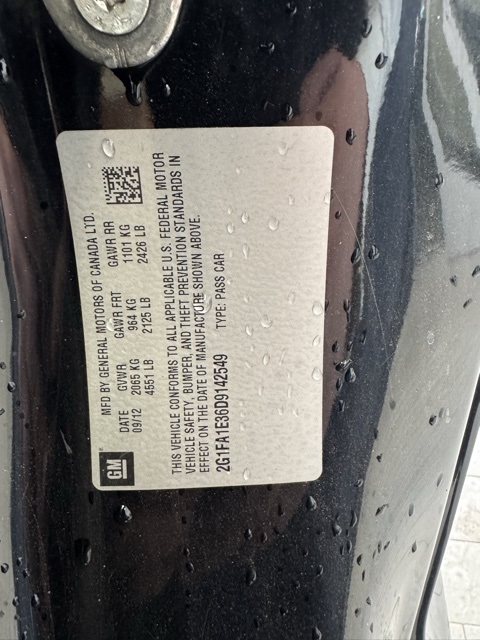 GM
MFD BY GENERAL MOTORS OF CANADA LTD.
DATE GVWR GAWR FRT GAWR RR
09/12 2065 KG 964 KG 1101 KG
4551 LB 2125 LB 2426 LB
THIS VEHICLE CONFORMS TO ALL APPLICABLE U.S. FEDERAL MOTOR
VEHICLE SAFETY, BUMPER, AND THEFT PREVENTION STANDARDS IN
EFFECT ON THE DATE OF MANUFACTURE SHOWN ABOVE.
2G1FA1E36D9142549 TYPE: PASS CAR